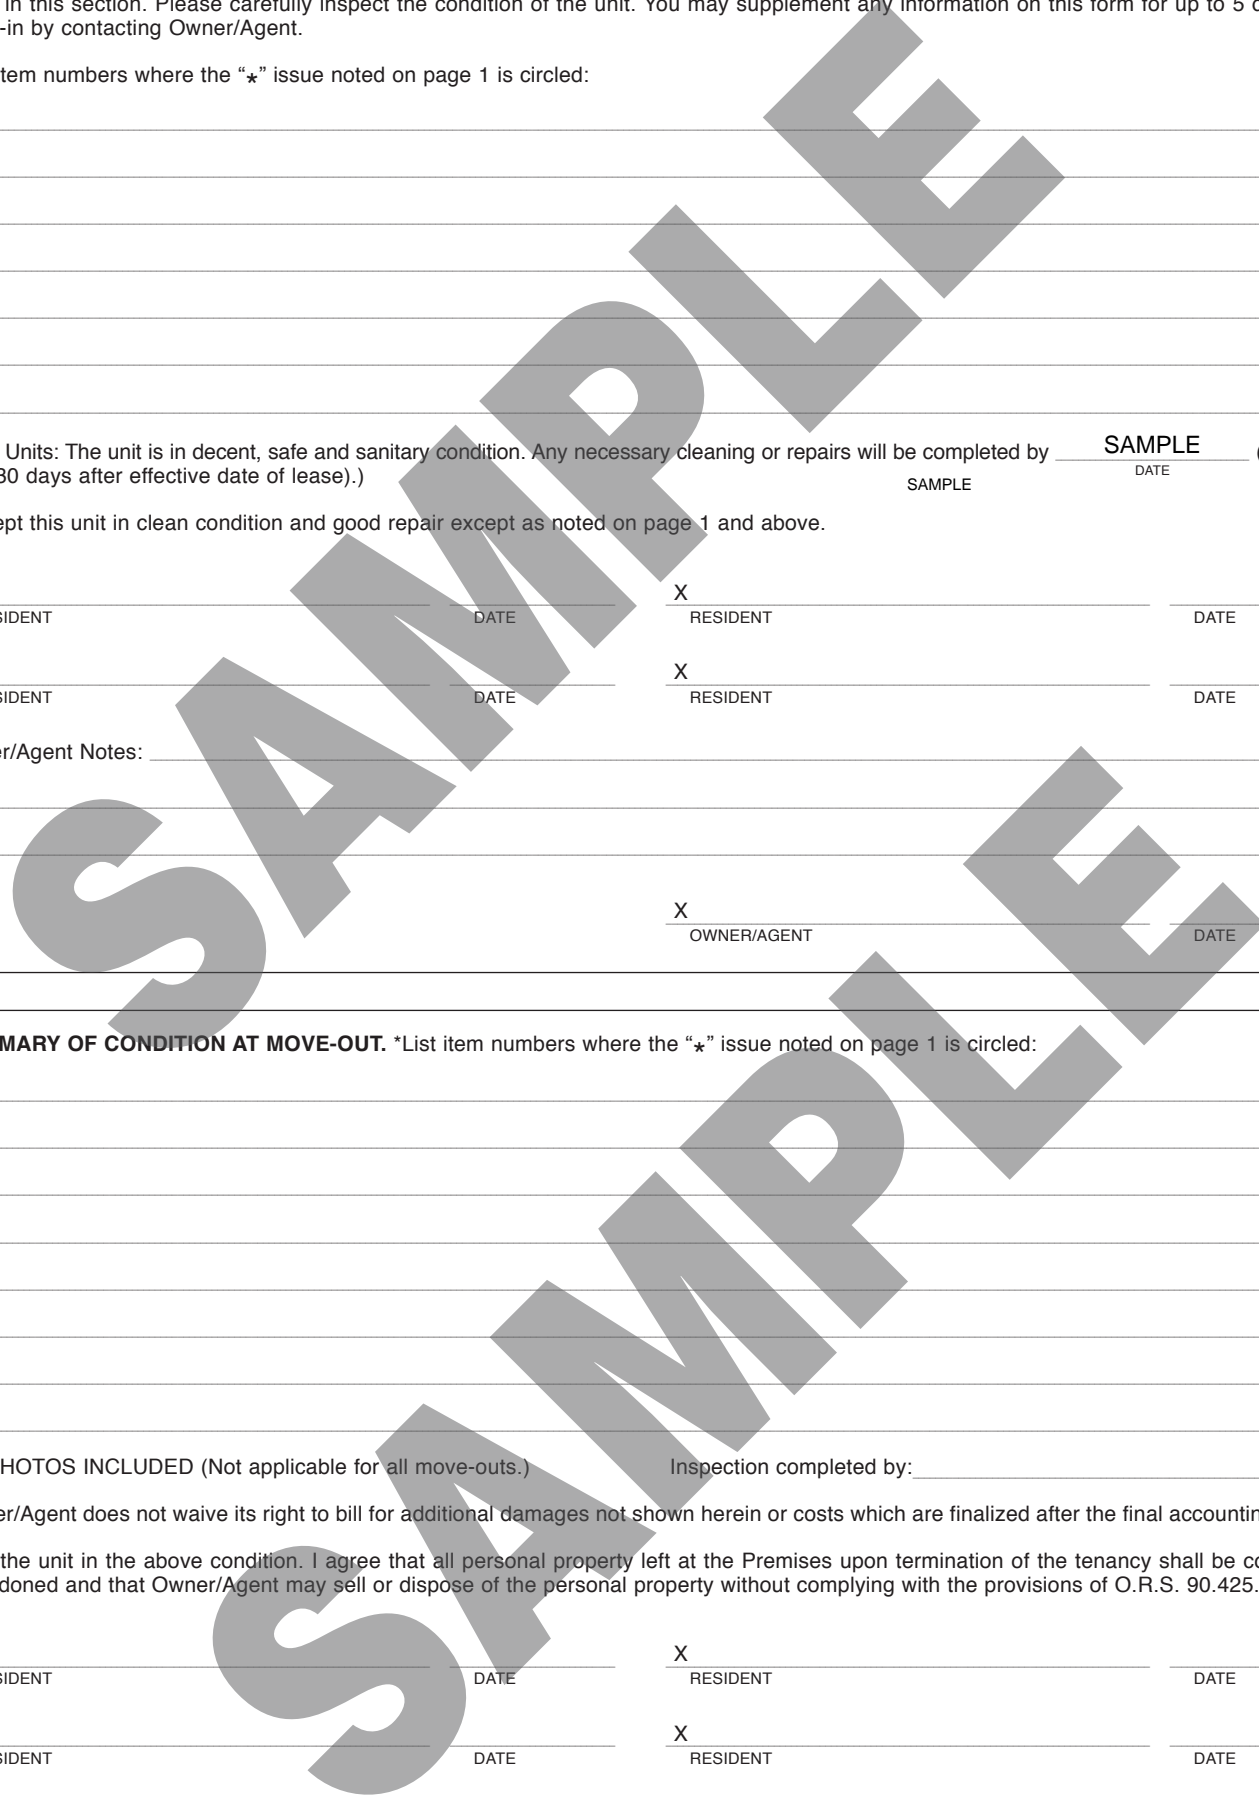 in this section. Please carefully inspect the condition of the unit. You may supplement any information on this form for up to 5
-in by contacting Owner/Agent.
tem numbers where the “*” issue noted on page 1 is circled:
Units: The unit is in decent, safe and sanitary condition. Any necessary cleaning or repairs will be completed by SAMPLE (
DATE
30 days after effective date of lease).)
SAMPLE
ept this unit in clean condition and good repair except as noted on page 1 and above.
X
SIDENT DATE RESIDENT DATE
X
SIDENT DATE RESIDENT DATE
er/Agent Notes:
X
OWNER/AGENT DATE
MARY OF CONDITION AT MOVE-OUT. *List item numbers where the “*” issue noted on page 1 is circled:
HOTOS INCLUDED (Not applicable for all move-outs.) Inspection completed by:
er/Agent does not waive its right to bill for additional damages not shown herein or costs which are finalized after the final accountin
the unit in the above condition. I agree that all personal property left at the Premises upon termination of the tenancy shall be co
doned and that Owner/Agent may sell or dispose of the personal property without complying with the provisions of O.R.S. 90.425.
X
SIDENT DATE RESIDENT DATE
X
SIDENT DATE RESIDENT DATE
SAMPLE
SAMPLE